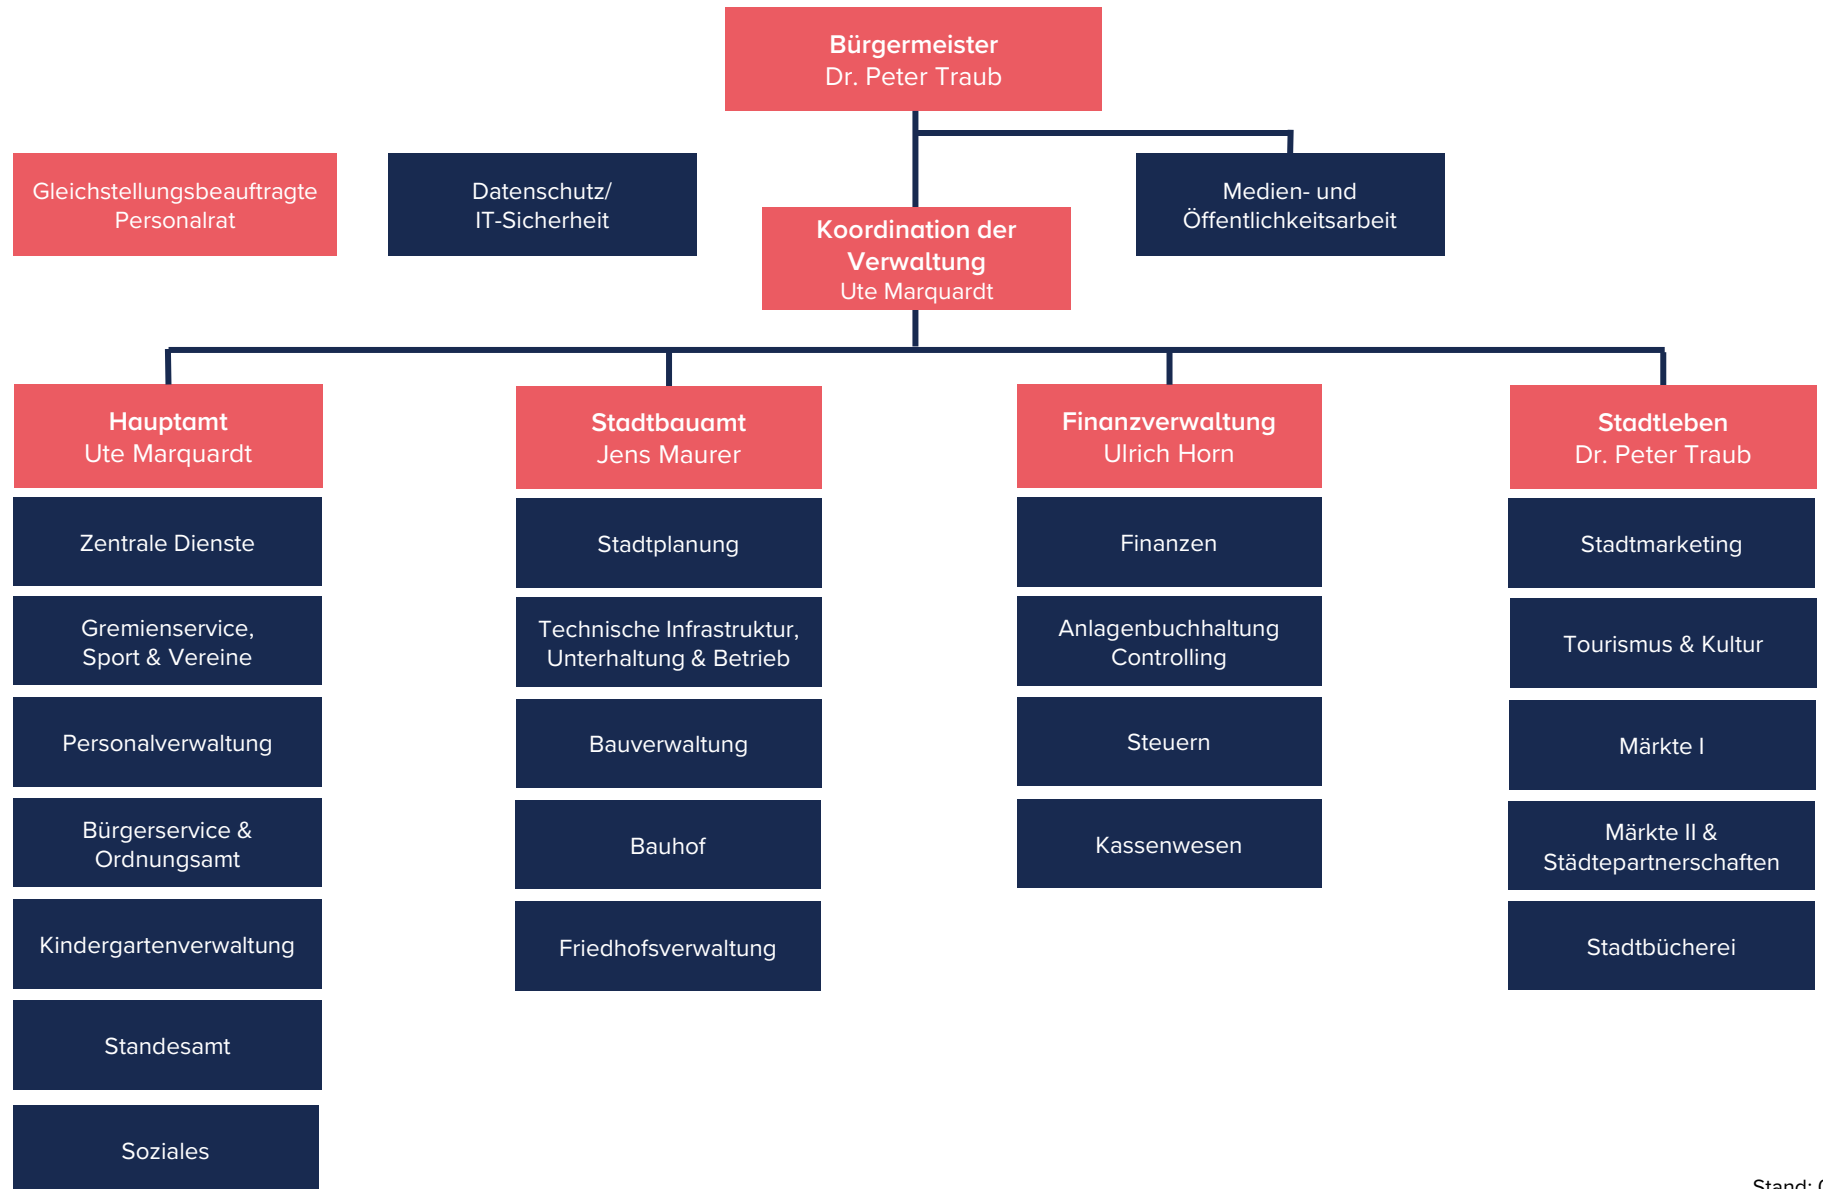 Bürgermeister
Dr. Peter Traub
Gleichstellungsbeauftragte
Personalrat
Datenschutz/
IT-Sicherheit
Medien- und
Öffentlichkeitsarbeit
Koordination der
Verwaltung
Ute Marquardt
Hauptamt
Ute Marquardt
Zentrale Dienste
Gremienservice,
Sport & Vereine
Personalverwaltung
Bürgerservice &
Ordnungsamt
Kindergartenverwaltung
Standesamt
Soziales
Stadtbauamt
Jens Maurer
Stadtplanung
Technische Infrastruktur,
Unterhaltung & Betrieb
Bauverwaltung
Bauhof
Friedhofsverwaltung
Finanzverwaltung
Ulrich Horn
Finanzen
Anlagenbuchhaltung
Controlling
Steuern
Kassenwesen
Stadtleben
Dr. Peter Traub
Stadtmarketing
Tourismus & Kultur
Märkte I
Märkte II &
Städtepartnerschaften
Stadtbücherei
Stand: